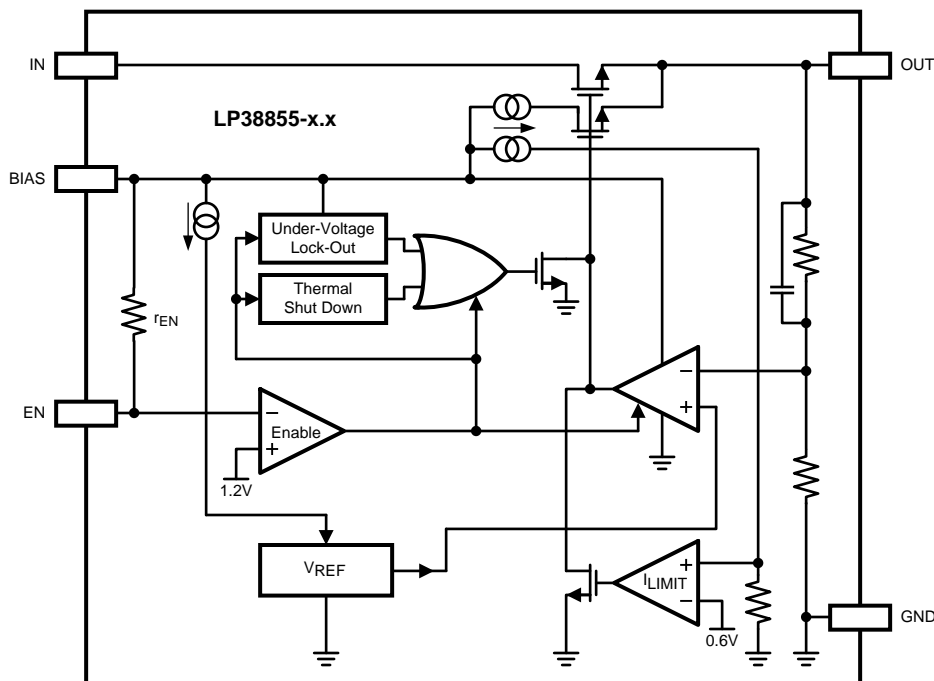 IN
OUT
LP38855-x.x
BIAS
Under-Voltage
Lock-Out
Thermal
Shut Down
rEN
EN
−
Enable
+
1.2V
−
+
VREF
+
ILIMIT
−
0.6V
GND